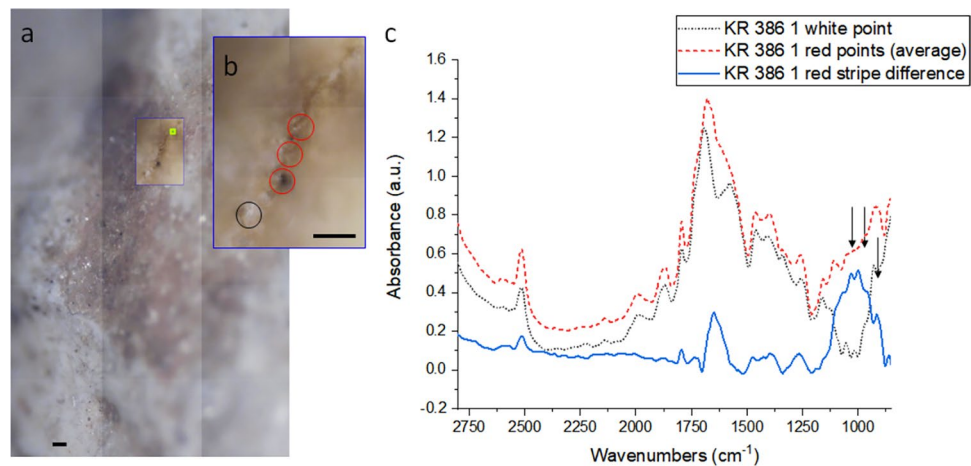 a
b
c
KR 386 1 white point
KR 386 1 red points (average)
KR 386 1 red stripe difference
Absorbance (a.u.)
1.8
1.6
1.4
1.2
1.0
0.8
0.6
0.4
0.2
0.0
-0.2
2750 2500 2250 2000 1750 1500 1250 1000
Wavenumbers (cm-1)